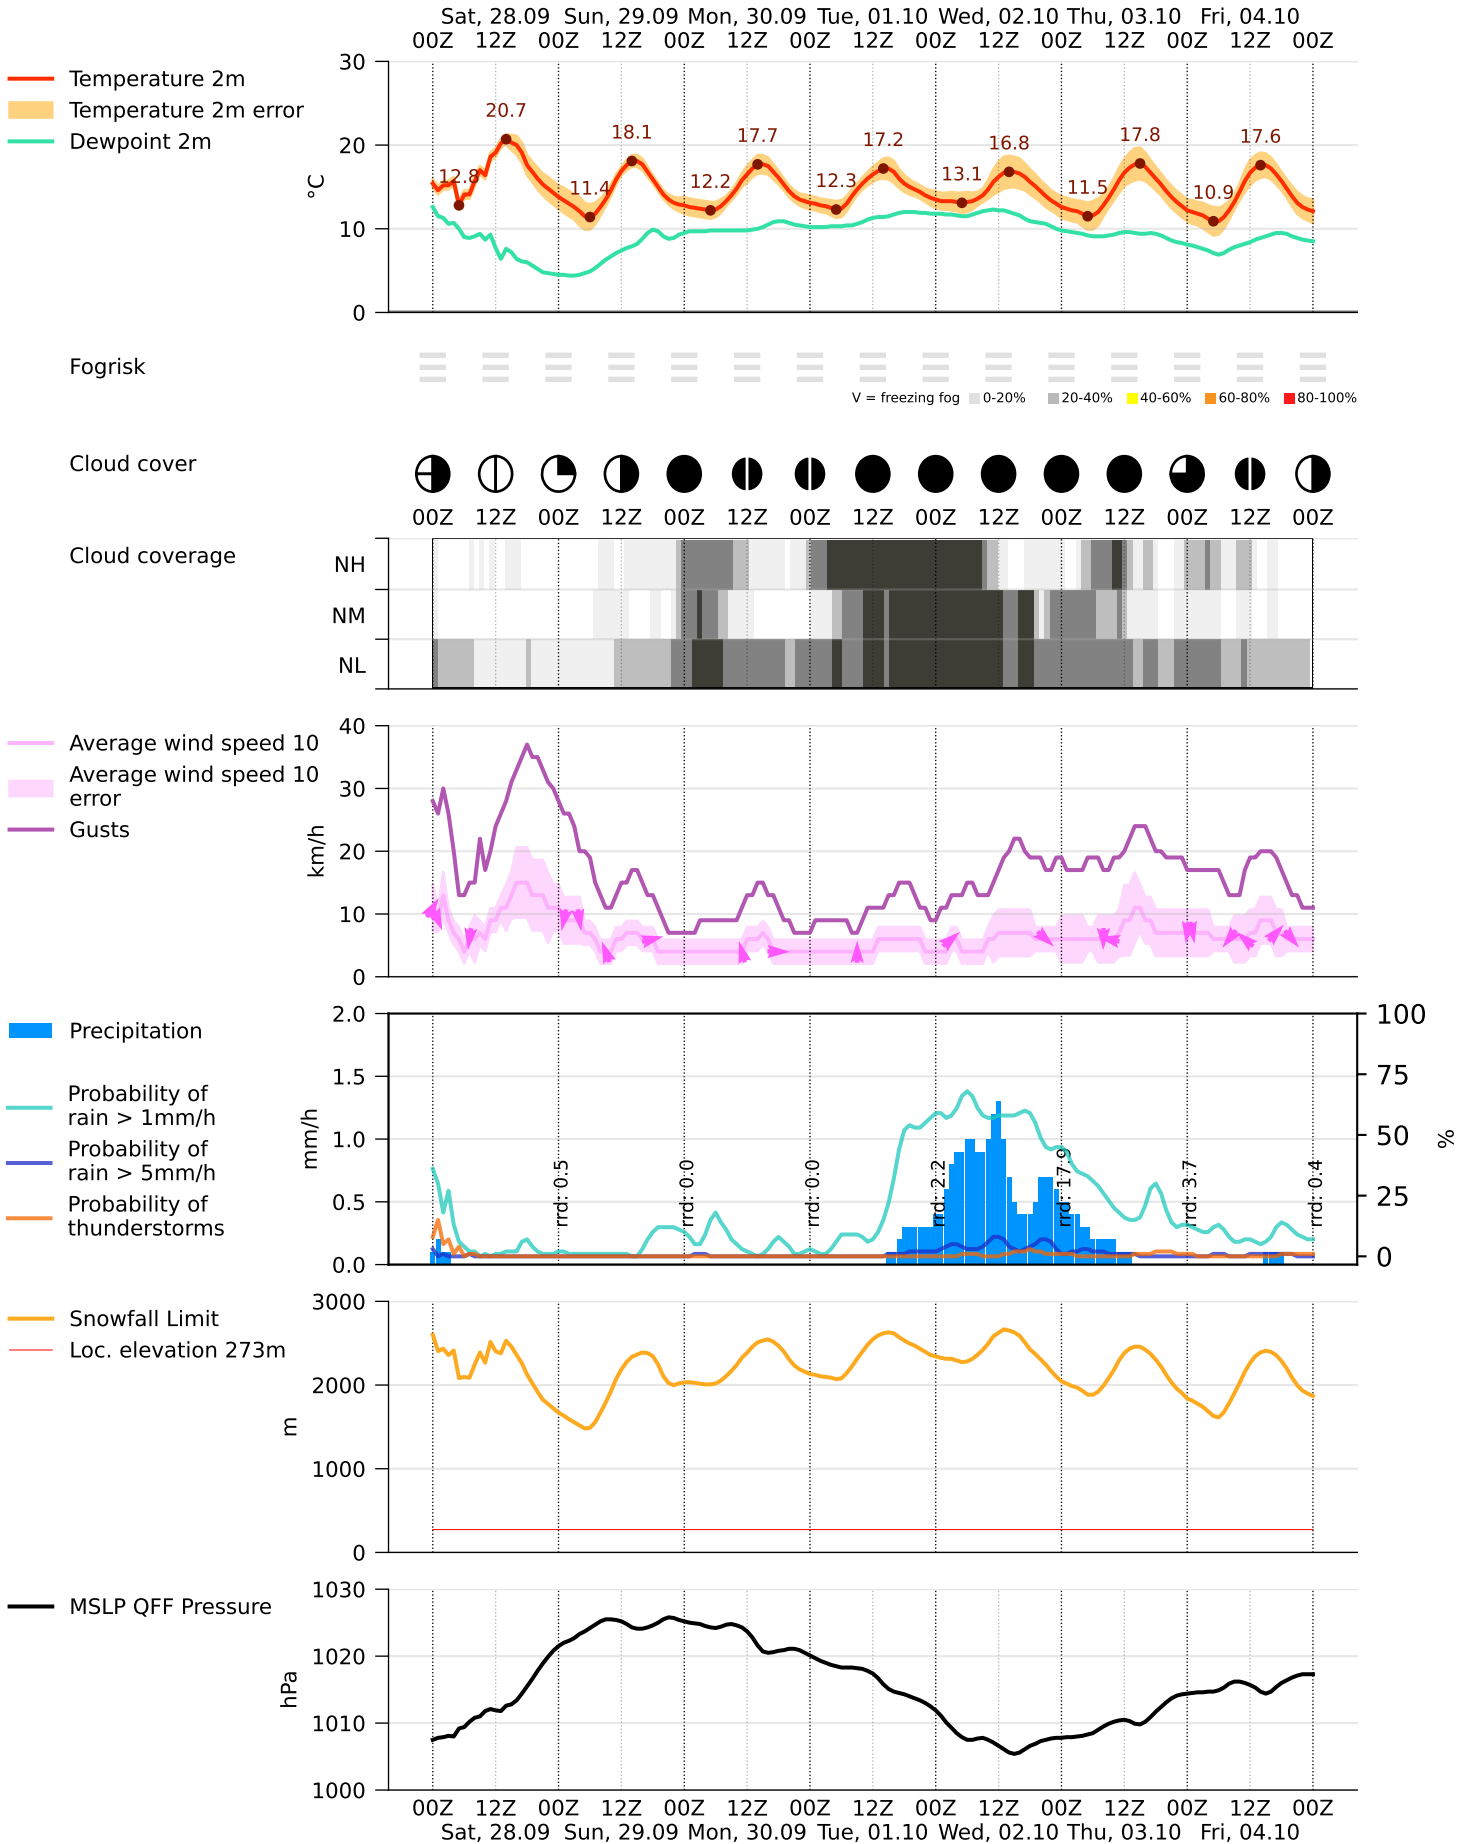 Sat, 28.09 Sun, 29.09 Mon, 30.09 Tue, 01.10 Wed, 02.10 Thu, 03.10 Fri, 04.10
00Z 12Z 00Z 12Z 00Z 12Z 00Z 12Z 00Z 12Z 00Z 12Z 00Z 12Z 00Z
Temperature 2m
Temperature 2m error
Dewpoint 2m
°C
30
20
10
0
12.8 20.7 11.4 18.1 12.2 17.7 12.3 17.2 13.1 16.8 11.5 17.8 10.9 17.6
Fogrisk
V = freezing fog 0-20% 20-40% 40-60% 60-80% 80-100%
Cloud cover
00Z 12Z 00Z 12Z 00Z 12Z 00Z 12Z 00Z 12Z 00Z 12Z 00Z 12Z 00Z
Cloud coverage
NH
NM
NL
Average wind speed 10
Average wind speed 10
error
Gusts
km/h
40
30
20
10
0
Precipitation
Probability of
rain > 1mm/h
Probability of
rain > 5mm/h
Probability of
thunderstorms
mm/h
2.0
1.5
1.0
0.5
0.0
rrd: 0.5
rrd: 0.0
rrd: 0.0
rrd: 2.2
rrd: 17.9
rrd: 3.7
rrd: 0.4
100
75
50
25
0
%
Snowfall Limit
Loc. elevation 273m
m
3000
2000
1000
0
MSLP QFF Pressure
hPa
1030
1020
1010
1000
00Z 12Z 00Z 12Z 00Z 12Z 00Z 12Z 00Z 12Z 00Z 12Z 00Z 12Z 00Z
Sat, 28.09 Sun, 29.09 Mon, 30.09 Tue, 01.10 Wed, 02.10 Thu, 03.10 Fri, 04.10